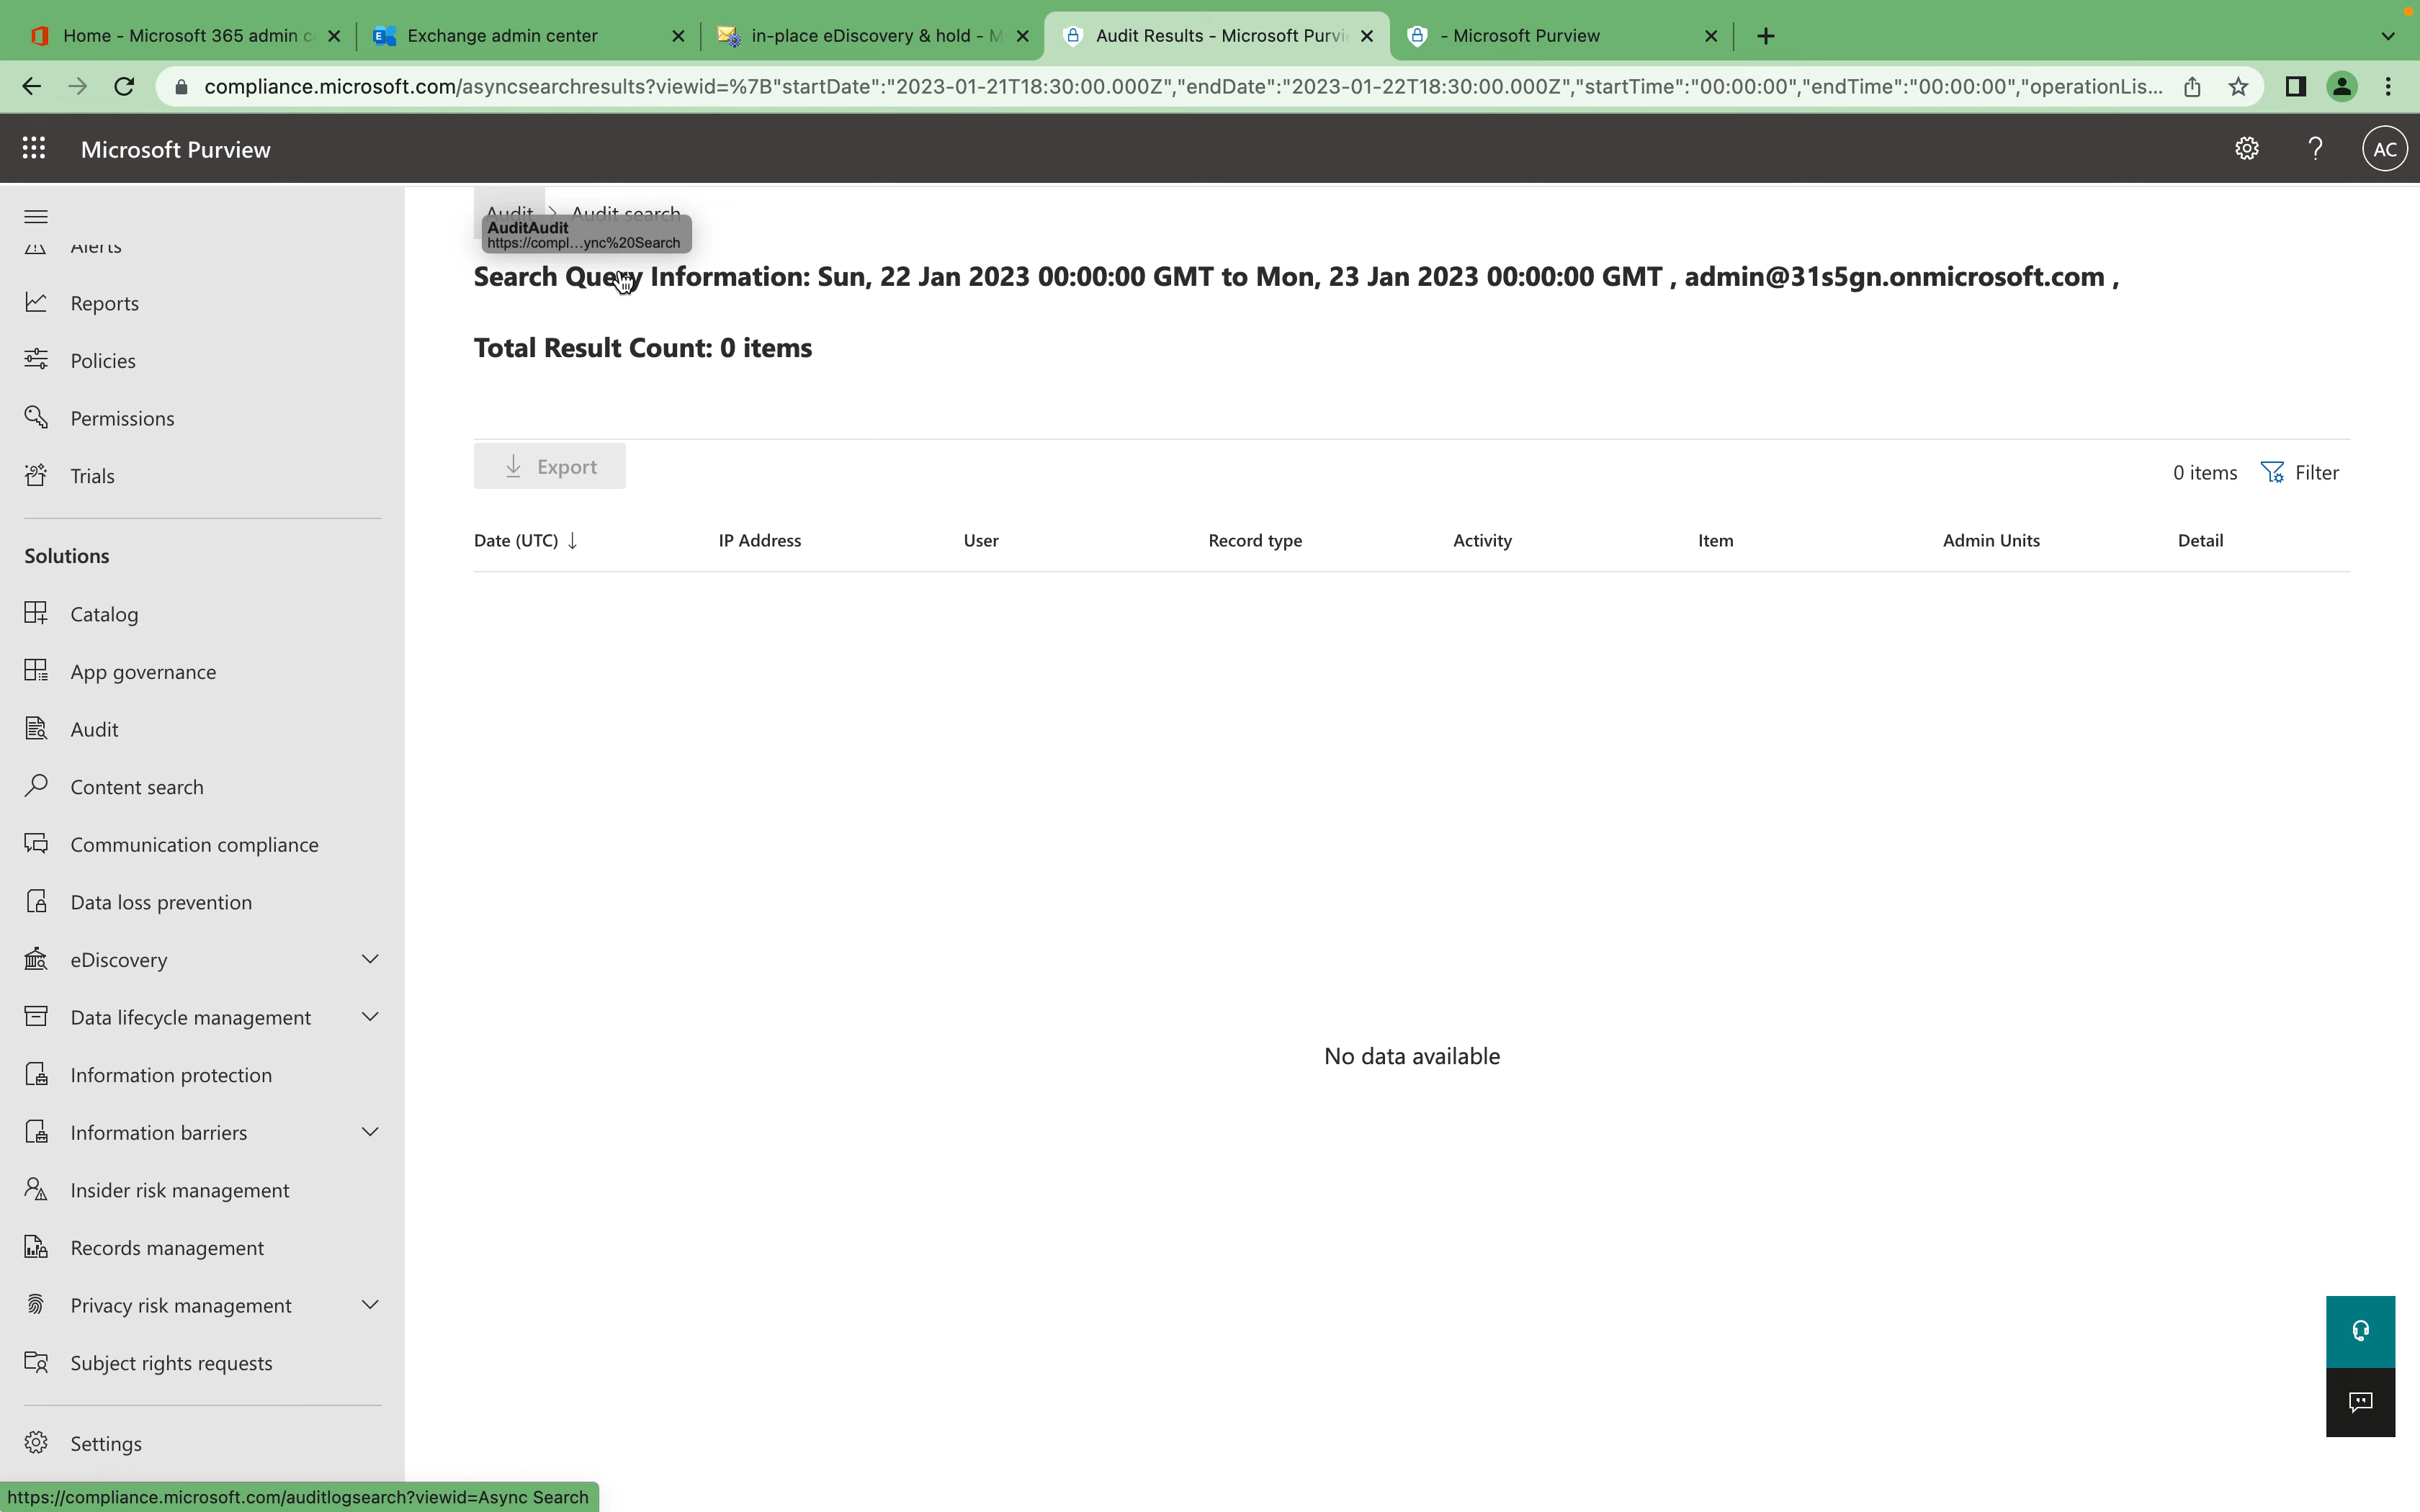 Home - Microsoft 365 admin c
Exchange admin center
in-place eDiscovery & hold - M
Audit Results - Microsoft Purvi
- Microsoft Purview
compliance.microsoft.com/asyncsearchresults?viewid=%7B"startDate":"2023-01-21T18:30:00.000Z","endDate":"2023-01-22T18:30:00.000Z","startTime":"00:00:00","endTime":"00:00:00","operationLis...
Microsoft Purview
AC
Audit > Audit search
AuditAudit
https://compl...ync%20Search
Search Query Information: Sun, 22 Jan 2023 00:00:00 GMT to Mon, 23 Jan 2023 00:00:00 GMT , admin@31s5gn.onmicrosoft.com ,
Total Result Count: 0 items
Export
0 items
Filter
Date (UTC) ↓
IP Address
User
Record type
Activity
Item
Admin Units
Detail
No data available
Alerts
Reports
Policies
Permissions
Trials
Solutions
Catalog
App governance
Audit
Content search
Communication compliance
Data loss prevention
eDiscovery
Data lifecycle management
Information protection
Information barriers
Insider risk management
Records management
Privacy risk management
Subject rights requests
Settings
https://compliance.microsoft.com/auditlogsearch?viewid=Async Search